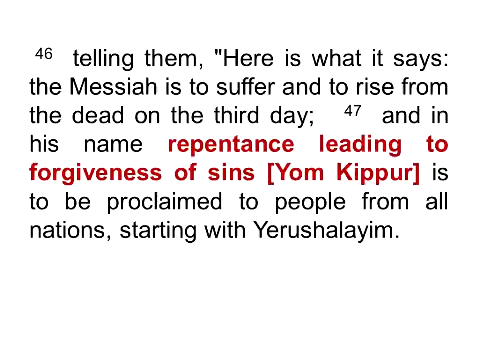 46 telling them, "Here is what it says:
the Messiah is to suffer and to rise from
the dead on the third day; 47 and in
his name repentance leading to
forgiveness of sins [Yom Kippur] is
to be proclaimed to people from all
nations, starting with Yerushalayim.